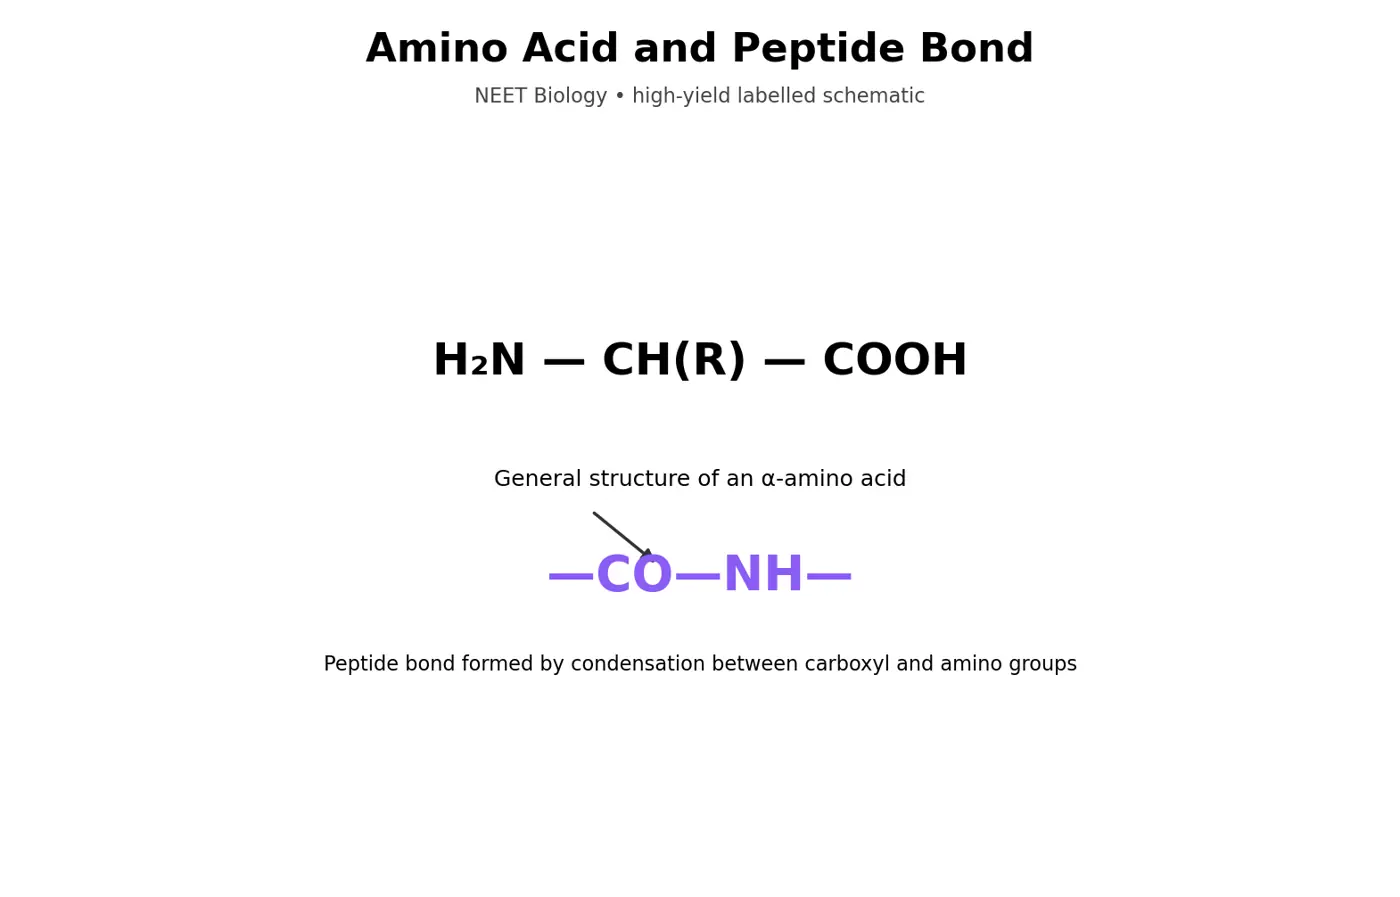 Amino Acid and Peptide Bond
NEET Biology • high-yield labelled schematic
H₂N — CH(R) — COOH
General structure of an α-amino acid
—CO—NH—
Peptide bond formed by condensation between carboxyl and amino groups